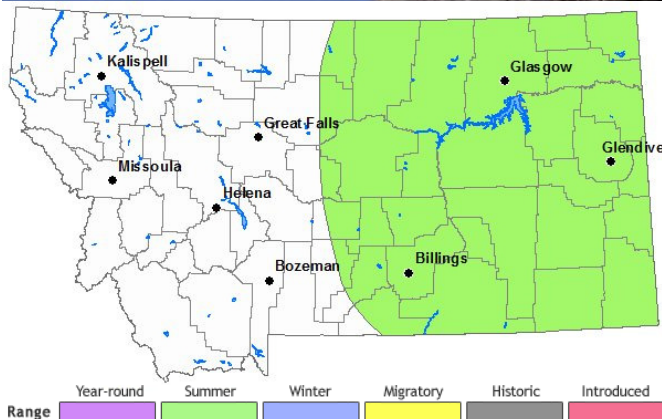 Kalispell
Glasgow
Great Falls
Glendive
Missoula
Helena
Billings
Bozeman
Year-round Summer Winter Migratory Historic Introduced
Range